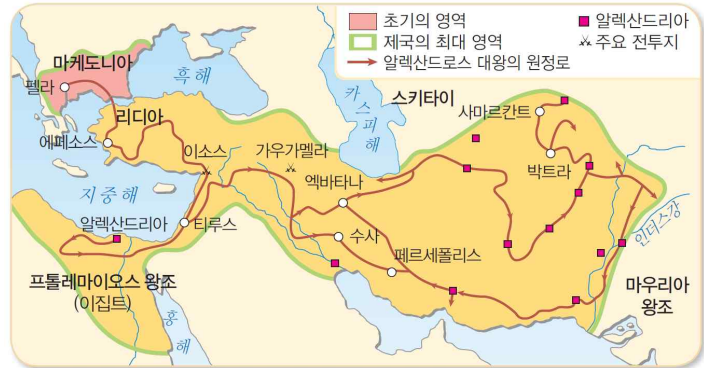 초기의 영역
알렉산드리아
제국의 최대 영역
주요 전투지
알렉산드로스 대왕의 원정로
마케도니아
펠라
흑해
리디아
에페소스
이소스
가우가멜라
카스피해
스키타이
사마르칸트
박트라
엑바타나
지중해
알렉산드리아
티루스
수사
페르세폴리스
인더스강
프톨레마이오스 왕조
(이집트)
홍해
마우리아
왕조